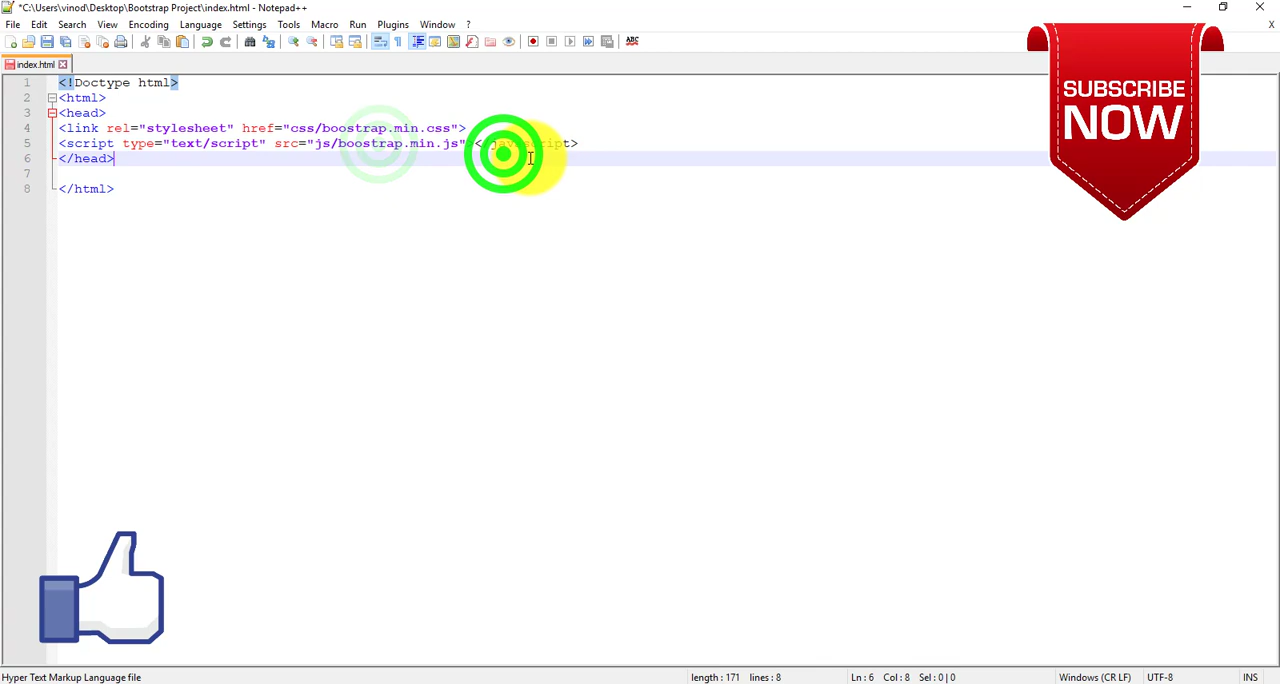 *C:\Users\vinod\Desktop\Bootstrap Project\index.html - Notepad++
File Edit Search View Encoding Language Settings Tools Macro Run Plugins Window ? X
ABC
index.html
1 <!Doctype html>
2 <html>
3 <head>
4 <link rel="stylesheet" href="css/boostrap.min.css">
5 <script type="text/script" src="js/boostrap.min.js"></javascript>
6 </head>
7
8 </html>
SUBSCRIBE
NOW
Hyper Text Markup Language file length : 171 lines : 8 Ln : 6 Col : 8 Sel : 0 | 0 Windows (CR LF) UTF-8 INS